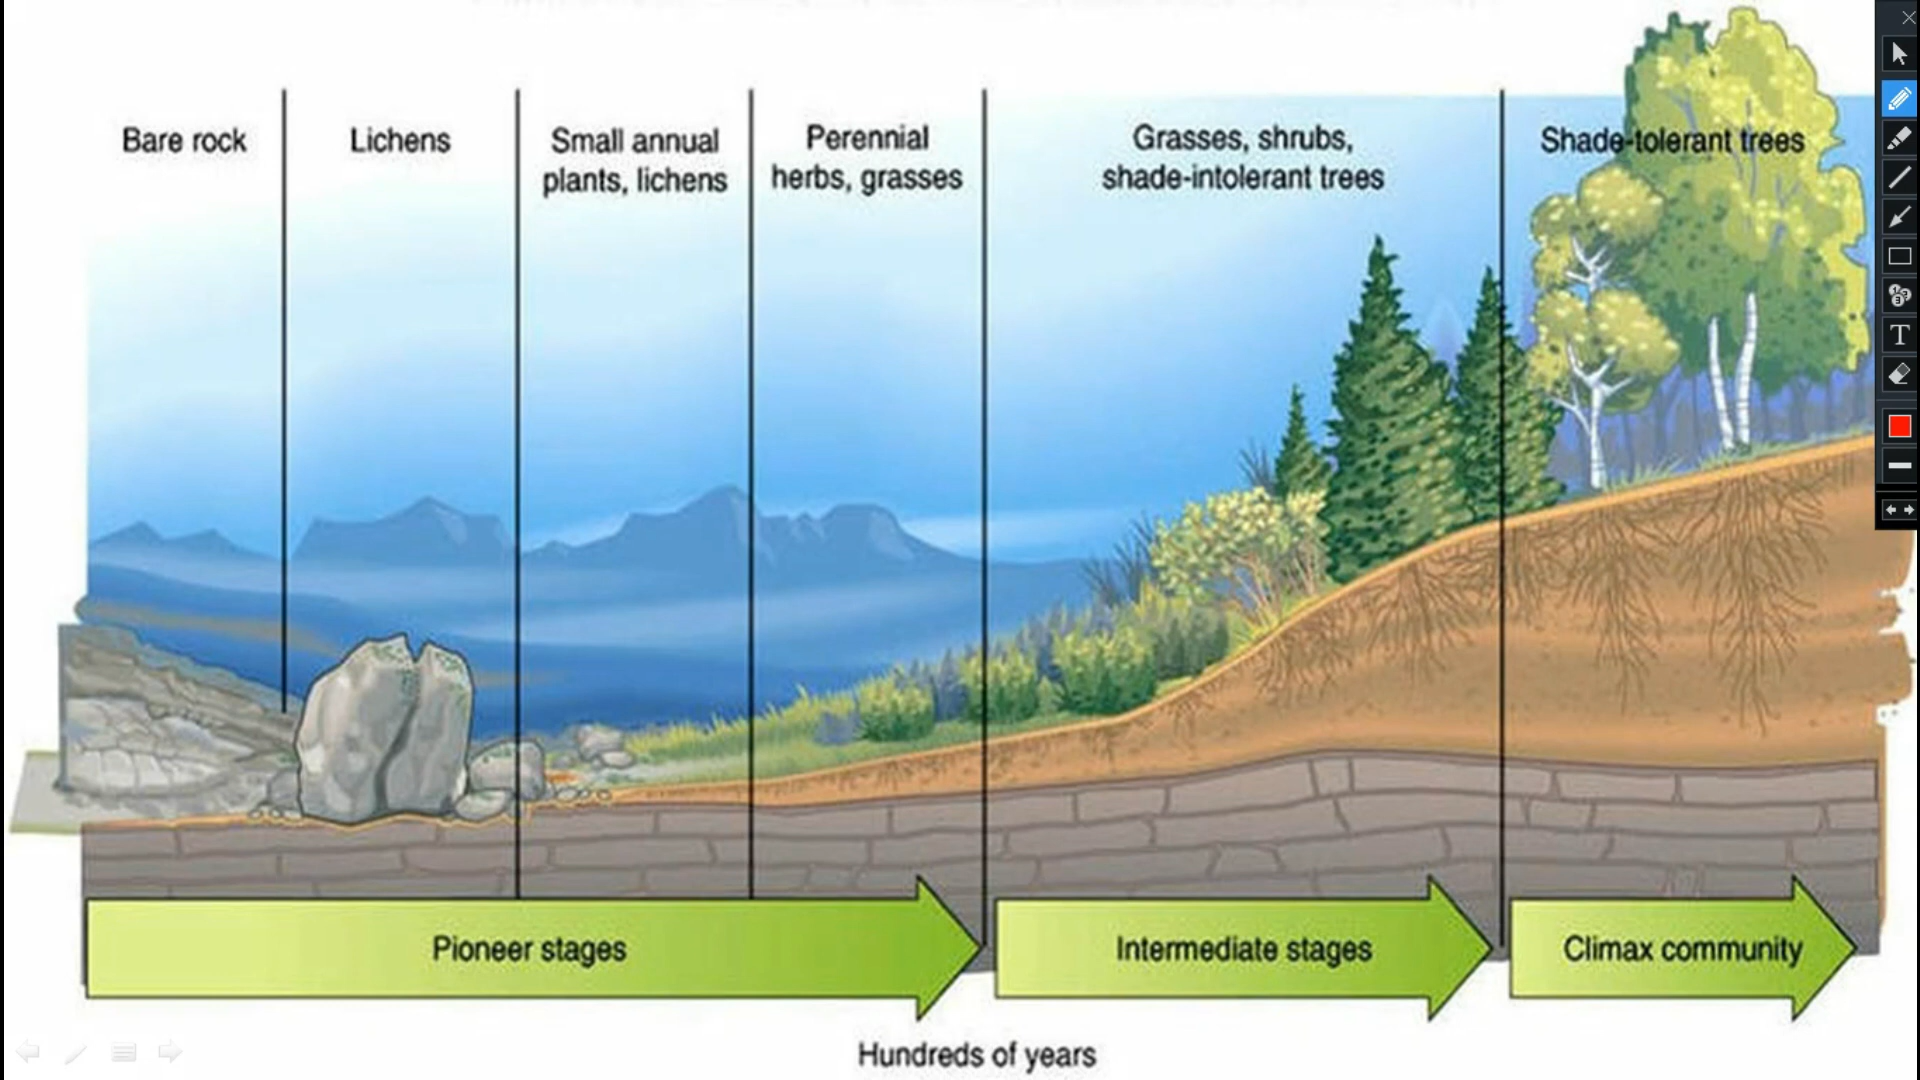 Bare rock
Lichens
Small annual
plants, lichens
Perennial
herbs, grasses
Grasses, shrubs,
shade-intolerant trees
Shade-tolerant trees
Pioneer stages
Intermediate stages
Climax community
Hundreds of years
T